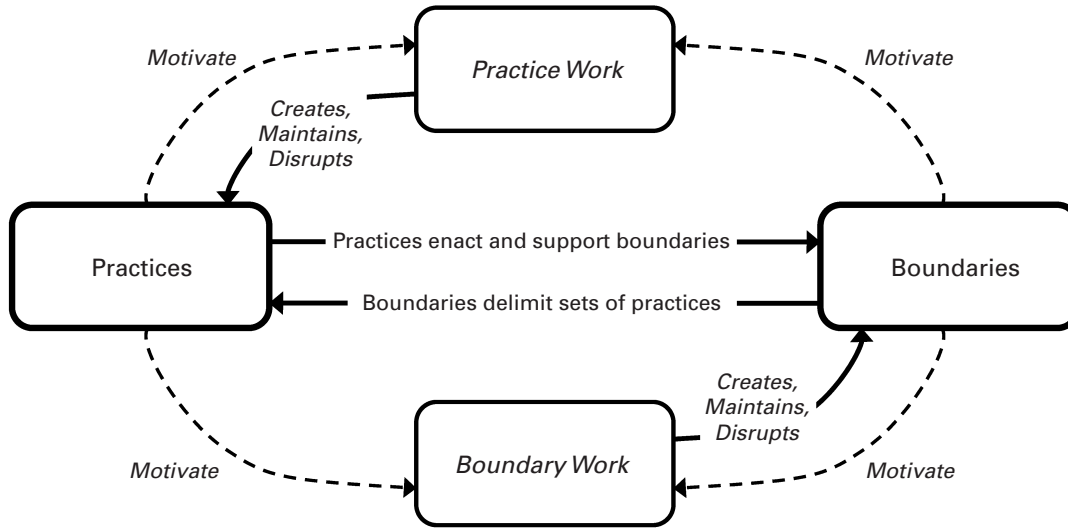 Motivate
Practice Work
Motivate
Creates,
Maintains,
Disrupts
Practices
Practices enact and support boundaries
Boundaries delimit sets of practices
Boundaries
Creates,
Maintains,
Disrupts
Motivate
Boundary Work
Motivate